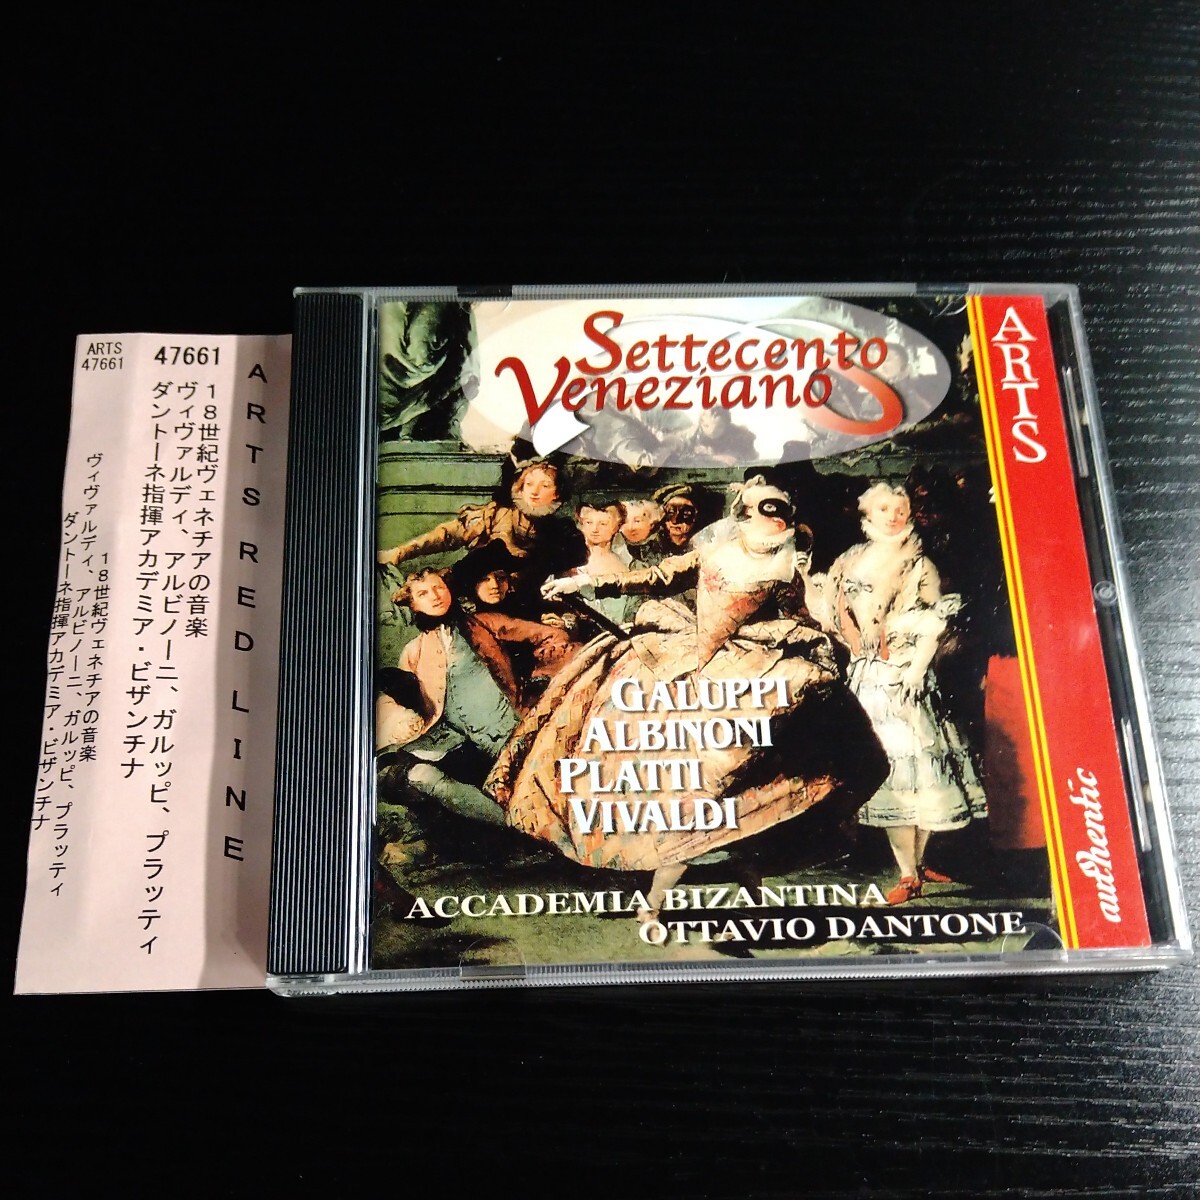 ARTS
47661
18世紀ヴェネチアの音楽
ヴィヴァルディ、アルビノーニ、ガルッピ、プラッティ
ダントーネ指揮アカデミア・ビザンチナ
47661
18世紀ヴェネチアの音楽
ヴィヴァルディ、アルビノーニ、ガルッピ、プラッティ
ダントーネ指揮アカデミア・ビザンチナ
ARTS RED LINE
Settecento
Veneziano
GALUPPI
ALBINONI
PLATTI
VIVALDI
ACCADEMIA BIZANTINA
OTTAVIO DANTONE
ARTS
authentic